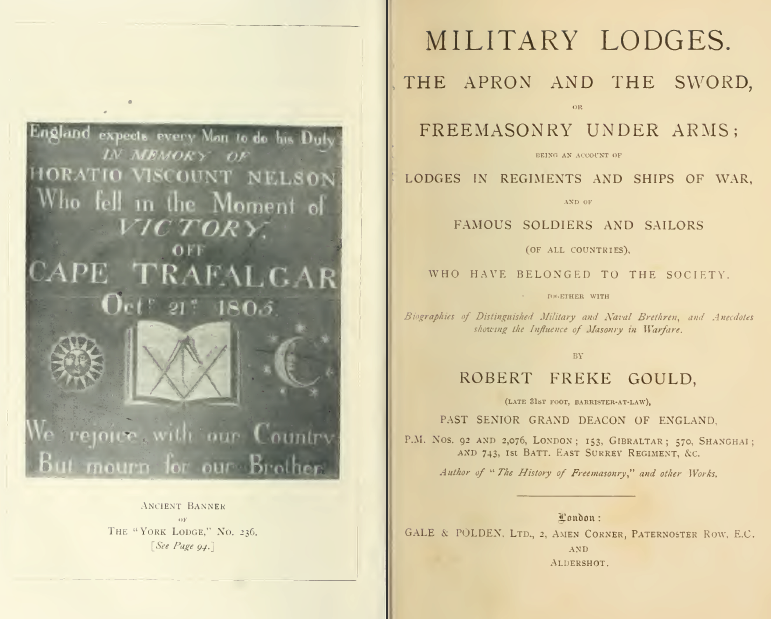 England expects every Man to do his Duty
IN MEMORY OF
HORATIO VISCOUNT NELSON
Who fell in the Moment of
VICTORY.
OFF
CAPE TRAFALGAR
Octr 21st 1805.
We rejoice with our Country
But mourn for our Brother
ANCIENT BANNER
OF
THE "YORK LODGE," NO. 236.
[See Page 94.]
MILITARY LODGES.
THE APRON AND THE SWORD,
OR
FREEMASONRY UNDER ARMS;
BEING AN ACCOUNT OF
LODGES IN REGIMENTS AND SHIPS OF WAR,
AND OF
FAMOUS SOLDIERS AND SAILORS
(OF ALL COUNTRIES),
WHO HAVE BELONGED TO THE SOCIETY.
TOGETHER WITH
Biographies of Distinguished Military and Naval Brethren, and Anecdotes
showing the Influence of Masonry in Warfare.
BY
ROBERT FREKE GOULD,
(LATE 31ST FOOT, BARRISTER-AT-LAW),
PAST SENIOR GRAND DEACON OF ENGLAND,
P.M. NOS. 92 AND 2,076, LONDON; 153, GIBRALTAR; 570, SHANGHAI;
AND 743, 1ST BATT. EAST SURREY REGIMENT, &C.
Author of "The History of Freemasonry," and other Works.
London:
GALE & POLDEN, LTD., 2, AMEN CORNER, PATERNOSTER ROW, E.C.
AND
ALDERSHOT.